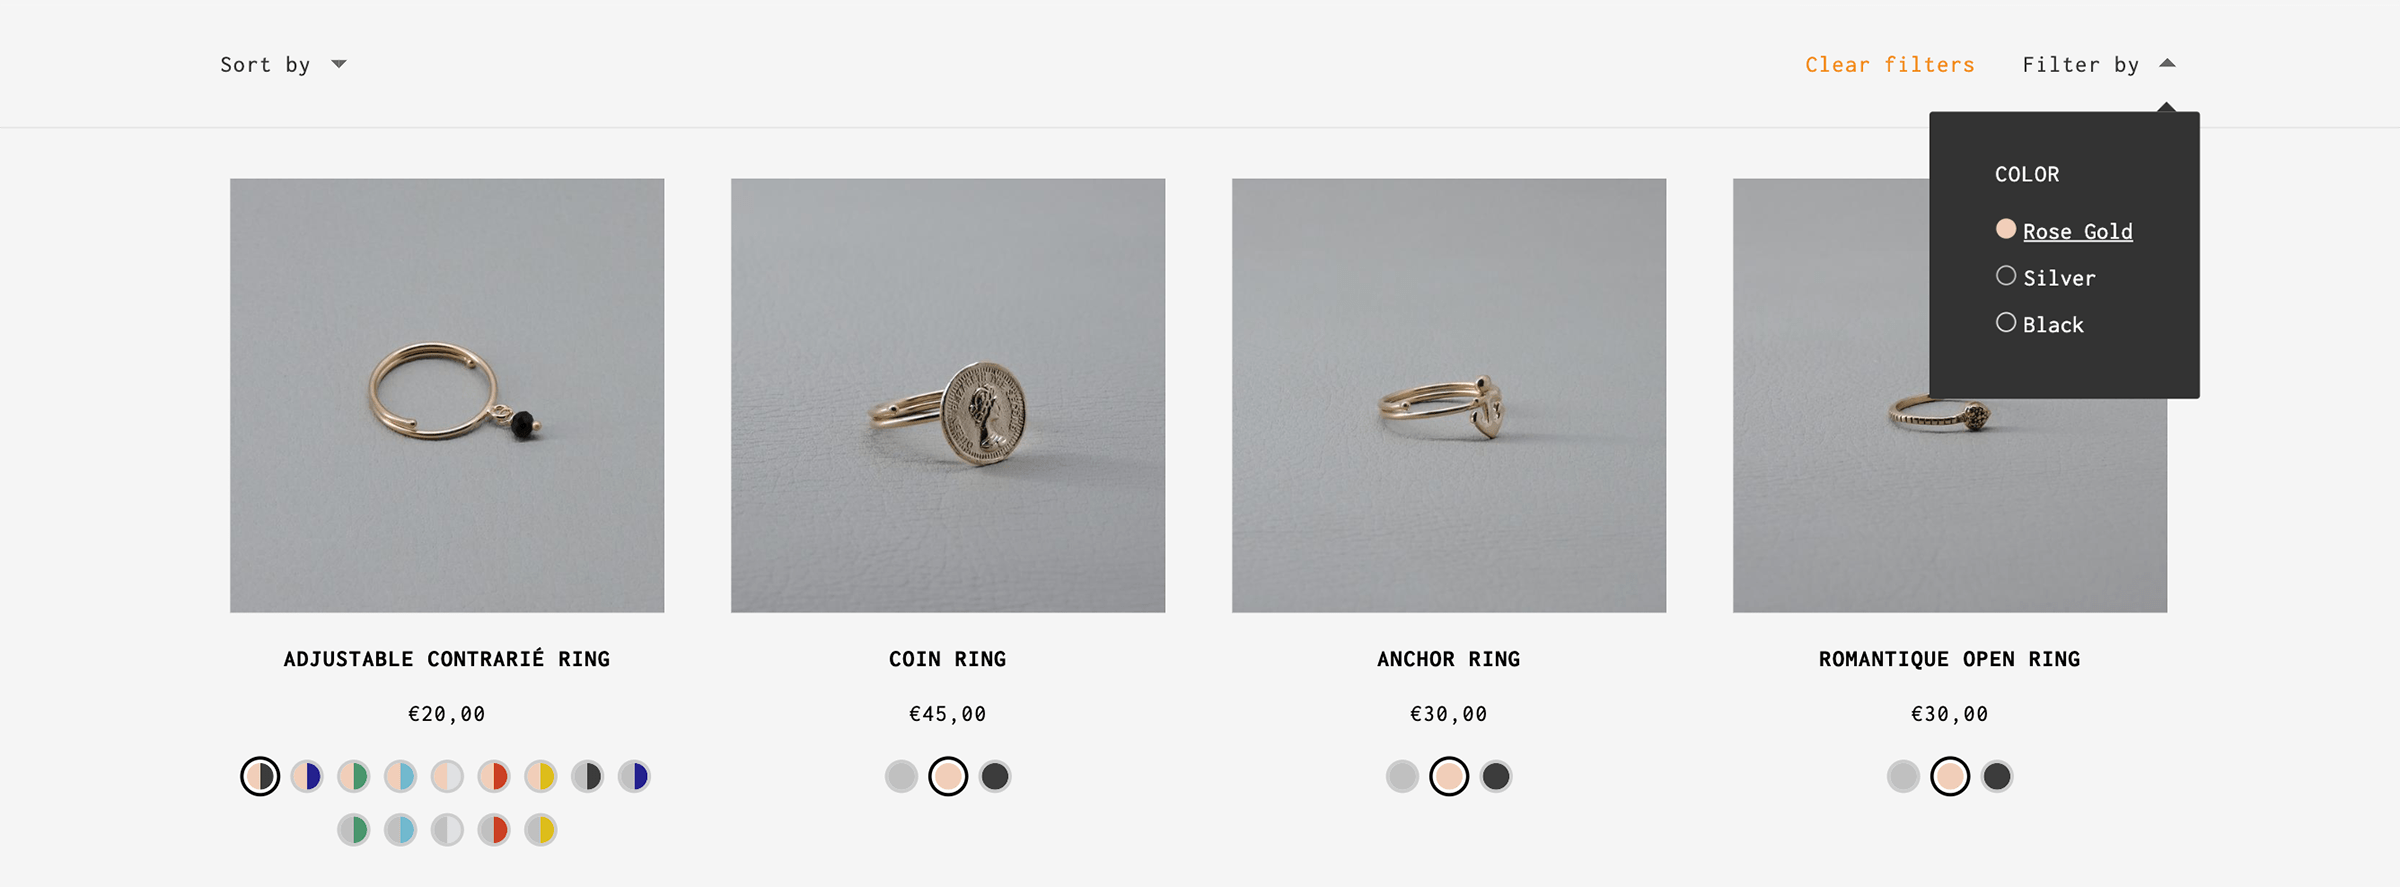 Sort by
Clear filters
Filter by
COLOR
Rose Gold
Silver
Black
ADJUSTABLE CONTRARIÉ RING
€20,00
COIN RING
€45,00
ANCHOR RING
€30,00
ROMANTIQUE OPEN RING
€30,00